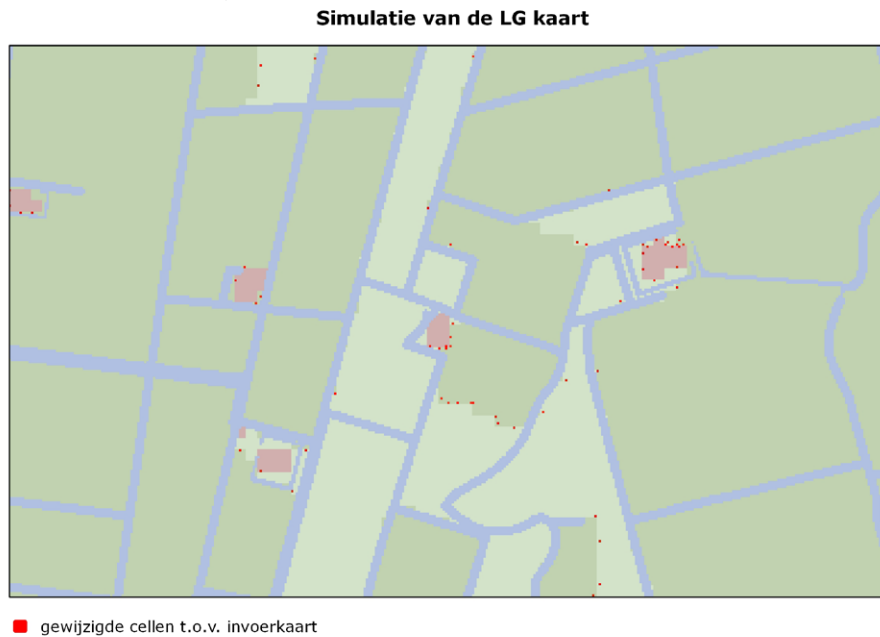 Simulatie van de LG kaart
gewijzigde cellen t.o.v. invoerkaart